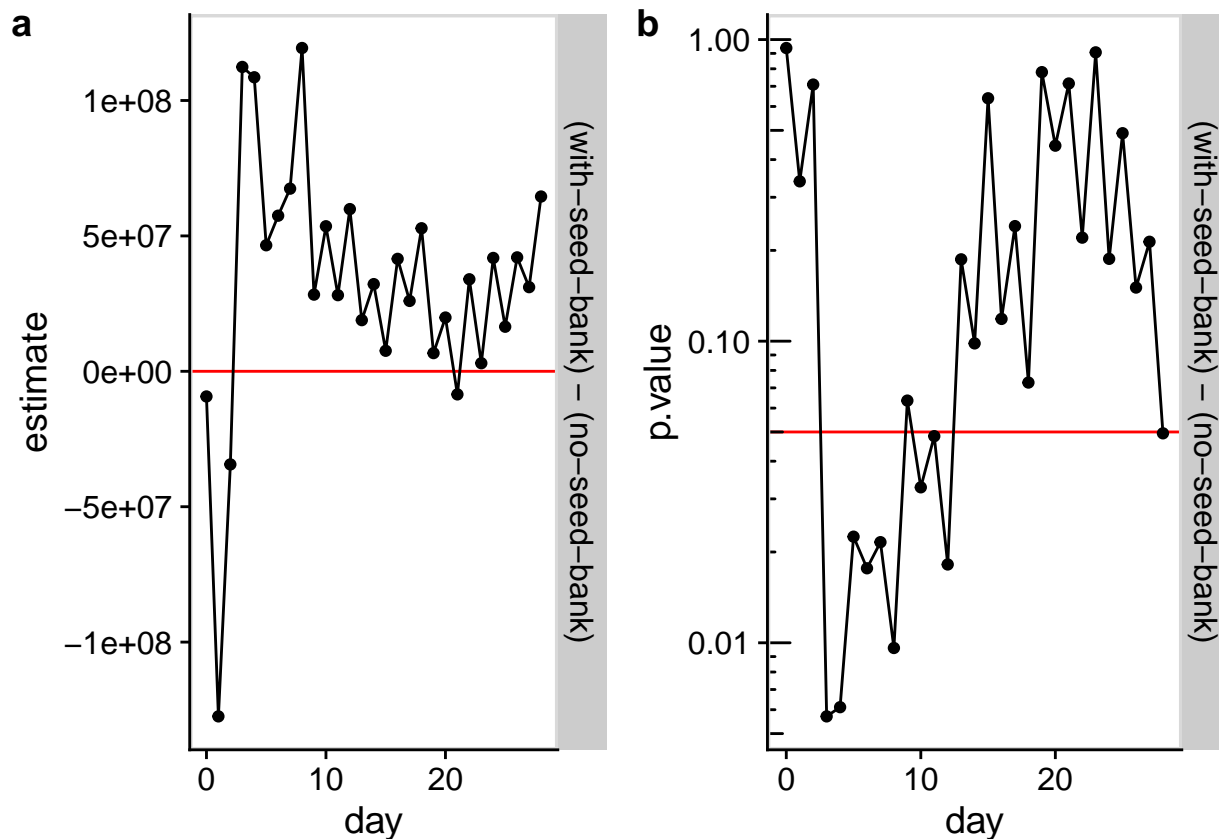 a
estimate
1e+08
5e+07
0e+00
−5e+07
−1e+08
0
10
20
day
(with−seed−bank) − (no−seed−bank)
b
p.value
1.00
0.10
0.01
0
10
20
day
(with−seed−bank) − (no−seed−bank)